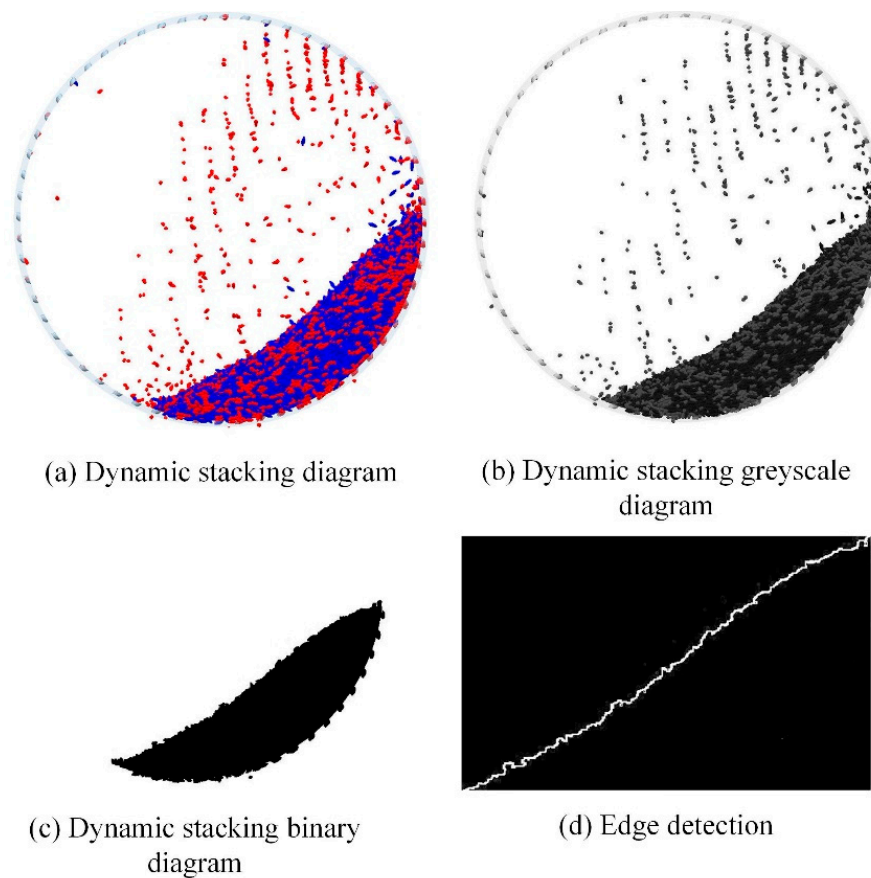 (a) Dynamic stacking diagram
(b) Dynamic stacking greyscale
diagram
(c) Dynamic stacking binary
diagram
(d) Edge detection